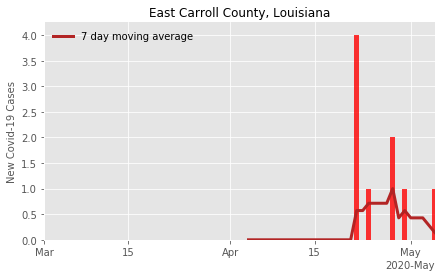 East Carroll County, Louisiana
7 day moving average
New Covid-19 Cases
4.0
3.5
3.0
2.5
2.0
1.5
1.0
0.5
0.0
Mar 15 Apr 15 May
2020-May